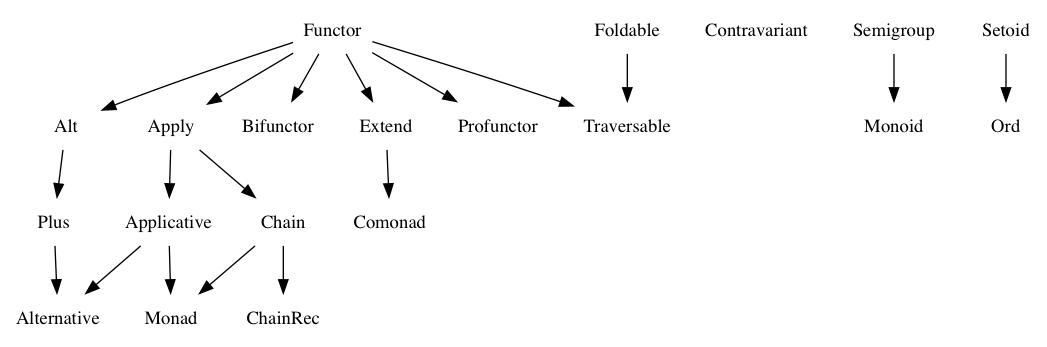 Functor Foldable Contravariant Semigroup Setoid
Alt Apply Bifunctor Extend Profunctor Traversable Monoid Ord
Plus Applicative Chain Comonad
Alternative Monad ChainRec